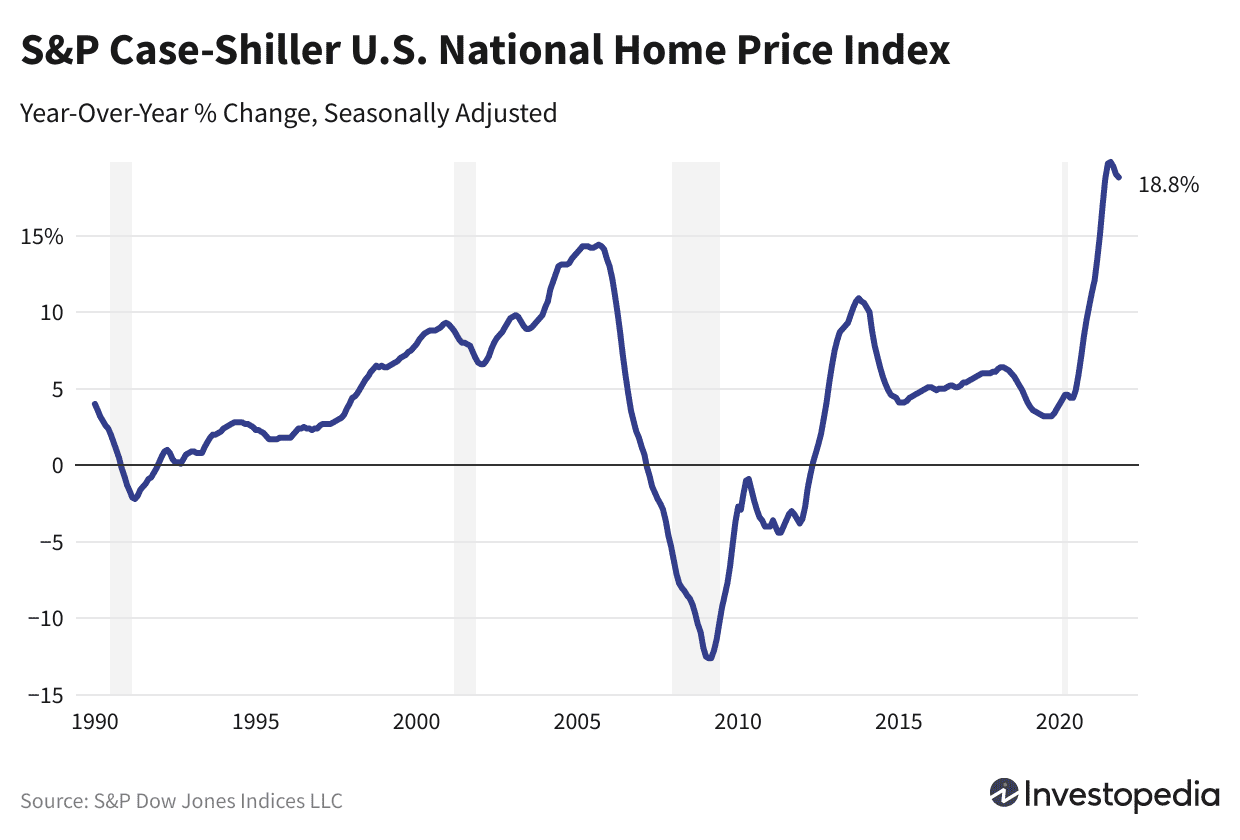 S&P Case-Shiller U.S. National Home Price Index
Year-Over-Year % Change, Seasonally Adjusted
18.8%
15%
10
5
0
−5
−10
−15
1990 1995 2000 2005 2010 2015 2020
Source: S&P Dow Jones Indices LLC
Investopedia